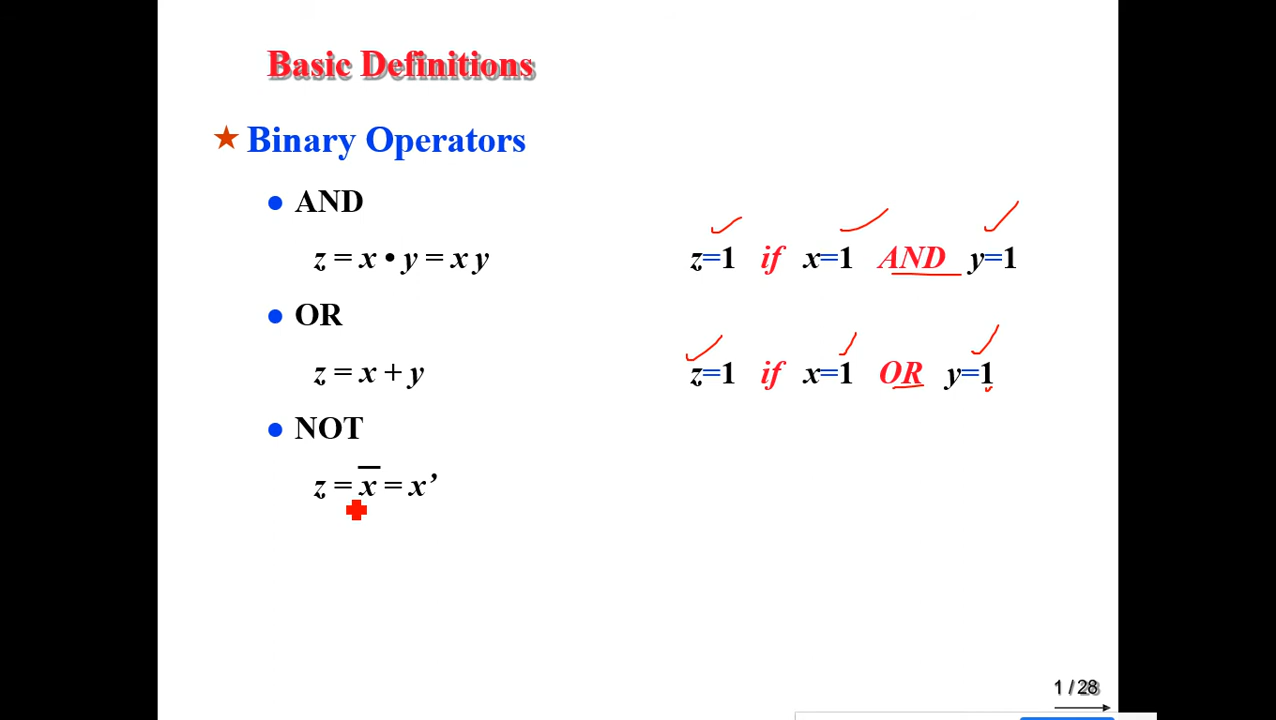 Basic Definitions
★ Binary Operators
● AND
z = x • y = x y
z=1 if x=1 AND y=1
● OR
z = x + y
z=1 if x=1 OR y=1
● NOT
z = x̅ = x’
1 / 28